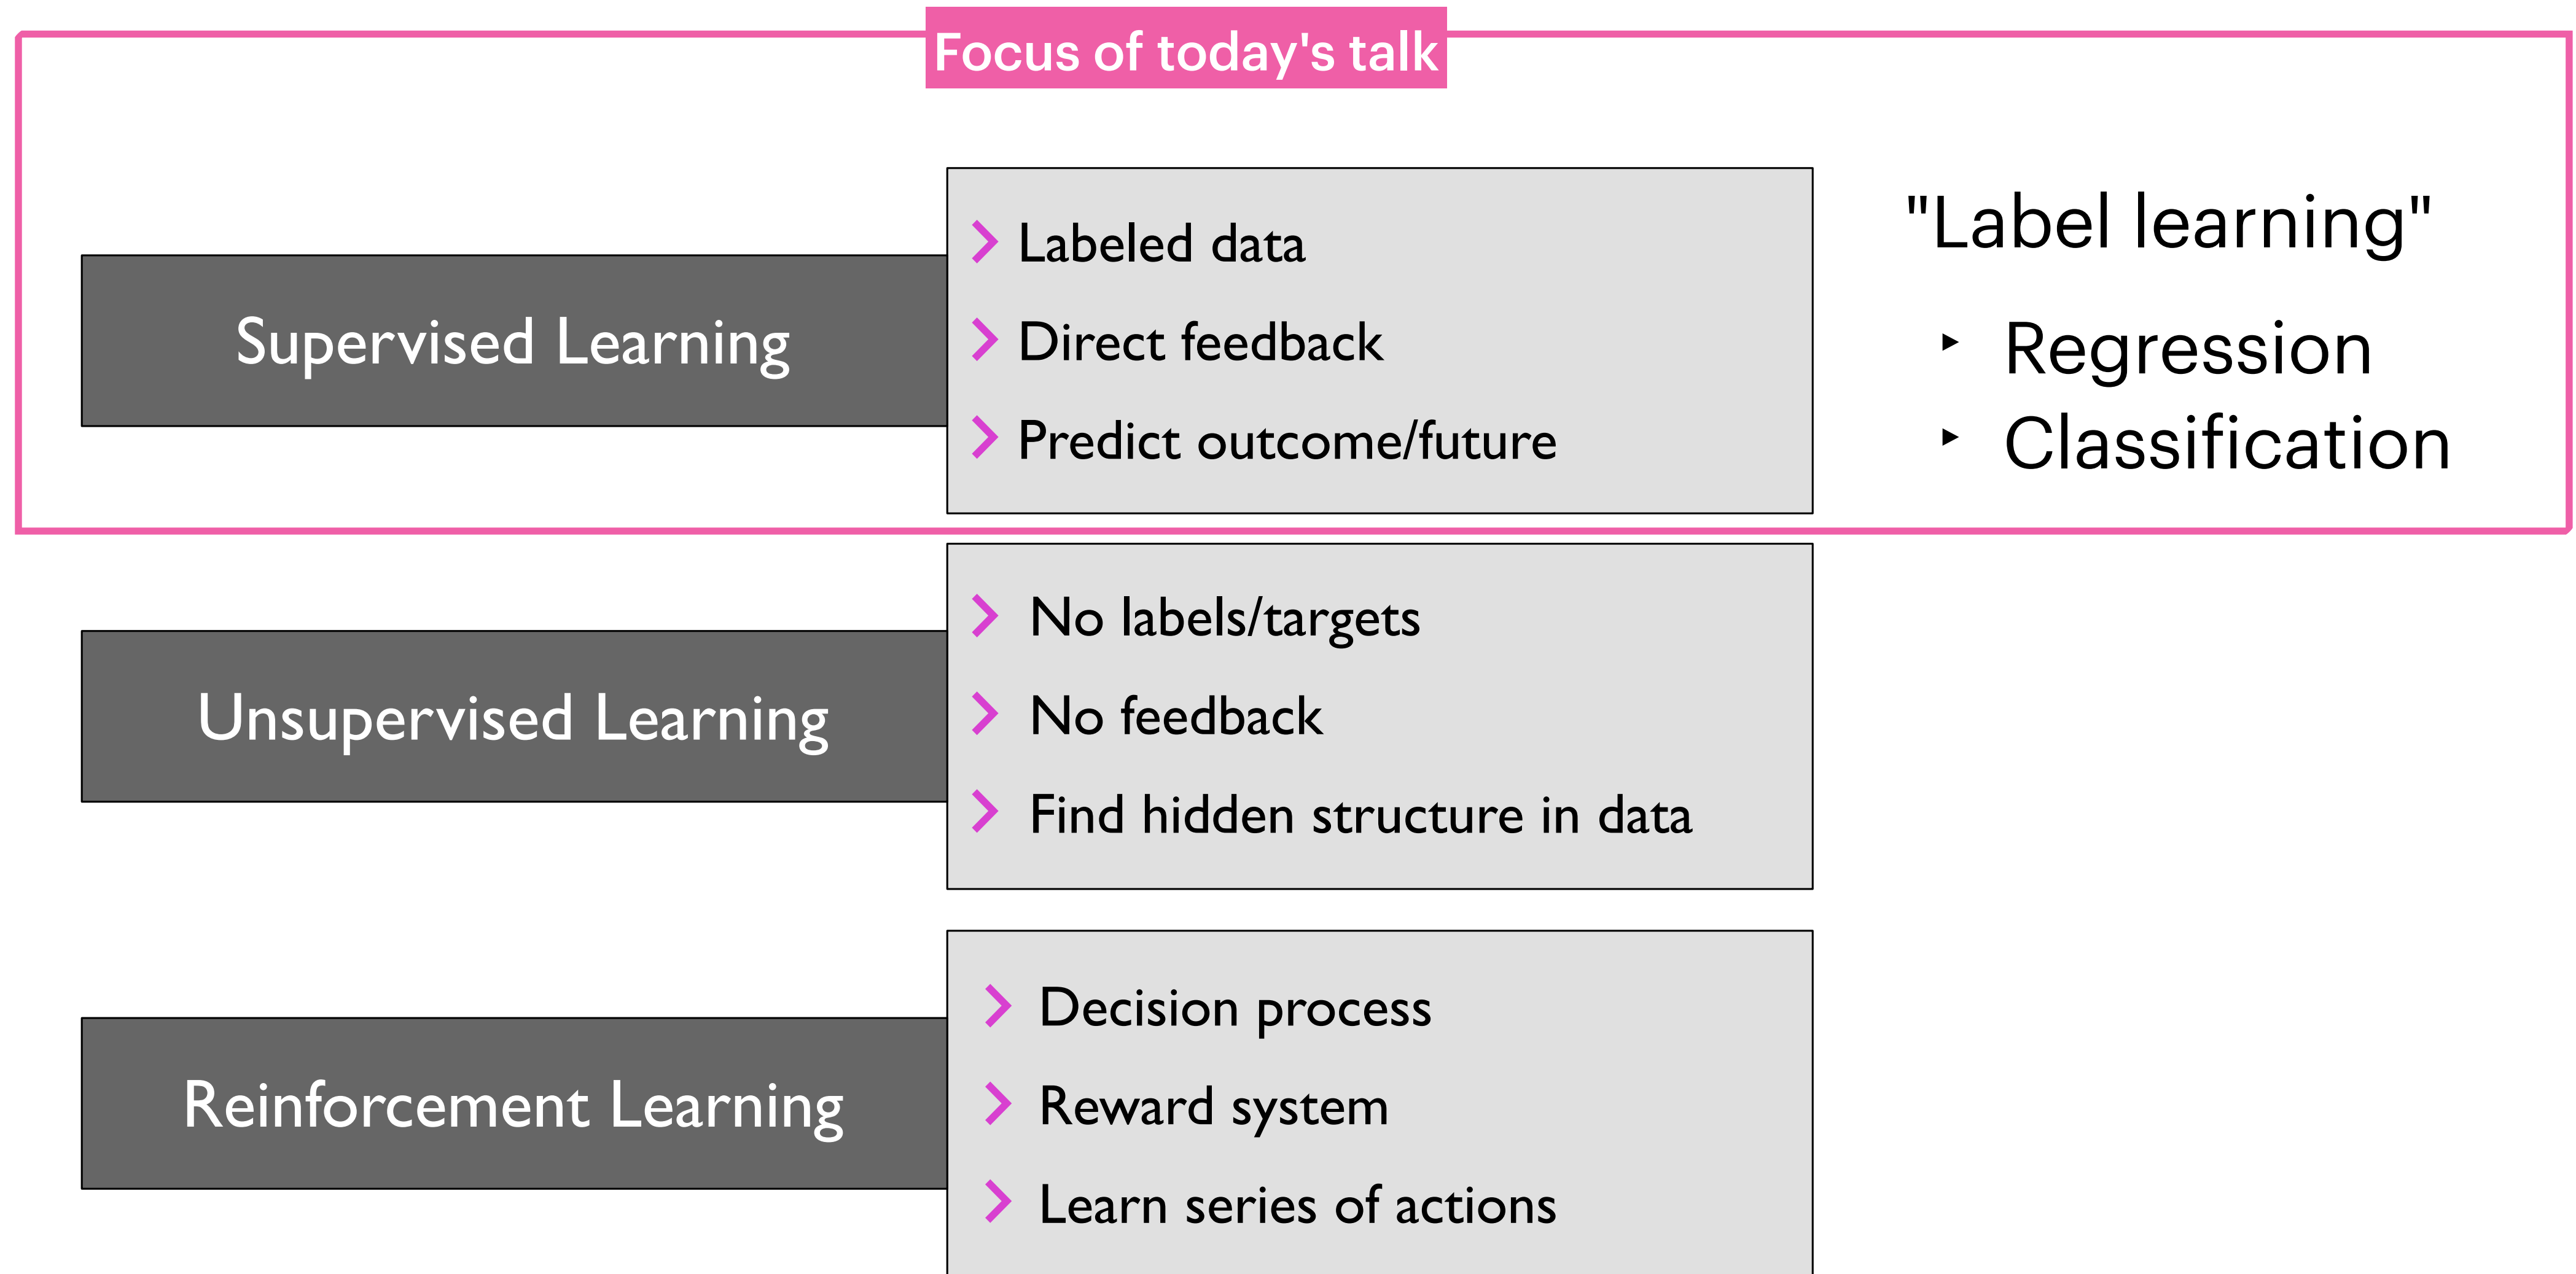 Focus of today's talk
Supervised Learning
Labeled data
Direct feedback
Predict outcome/future
"Label learning"
‣ Regression
‣ Classification
Unsupervised Learning
No labels/targets
No feedback
Find hidden structure in data
Reinforcement Learning
Decision process
Reward system
Learn series of actions